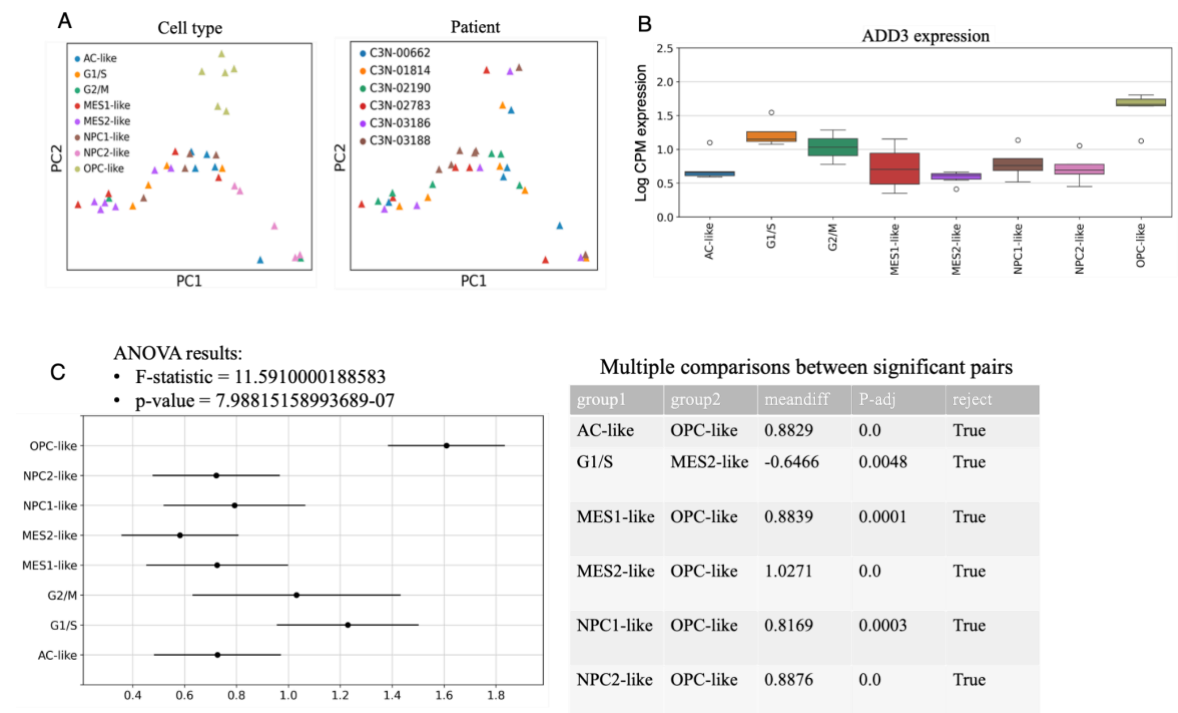 A
Cell type
AC-like
G1/S
G2/M
MES1-like
MES2-like
NPC1-like
NPC2-like
OPC-like
PC2
PC1
Patient
C3N-00662
C3N-01814
C3N-02190
C3N-02783
C3N-03186
C3N-03188
PC2
PC1
B
ADD3 expression
Log CPM expression
2.5
2.0
1.5
1.0
0.5
0.0
AC-like
G1/S
G2/M
MES1-like
MES2-like
NPC1-like
NPC2-like
OPC-like
C
ANOVA results:
• F-statistic = 11.5910000188583
• p-value = 7.98815158993689-07
OPC-like
NPC2-like
NPC1-like
MES2-like
MES1-like
G2/M
G1/S
AC-like
0.4 0.6 0.8 1.0 1.2 1.4 1.6 1.8
Multiple comparisons between significant pairs
group1 group2 meandiff P-adj reject
AC-like OPC-like 0.8829 0.0 True
G1/S MES2-like -0.6466 0.0048 True
MES1-like OPC-like 0.8839 0.0001 True
MES2-like OPC-like 1.0271 0.0 True
NPC1-like OPC-like 0.8169 0.0003 True
NPC2-like OPC-like 0.8876 0.0 True